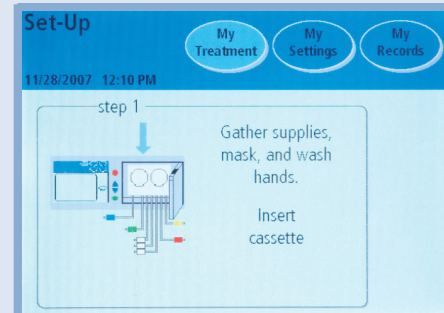 Set-Up
My
Treatment
My
Settings
My
Records
11/28/2007 12:10 PM
step 1
Gather supplies,
mask, and wash
hands.
Insert
cassette